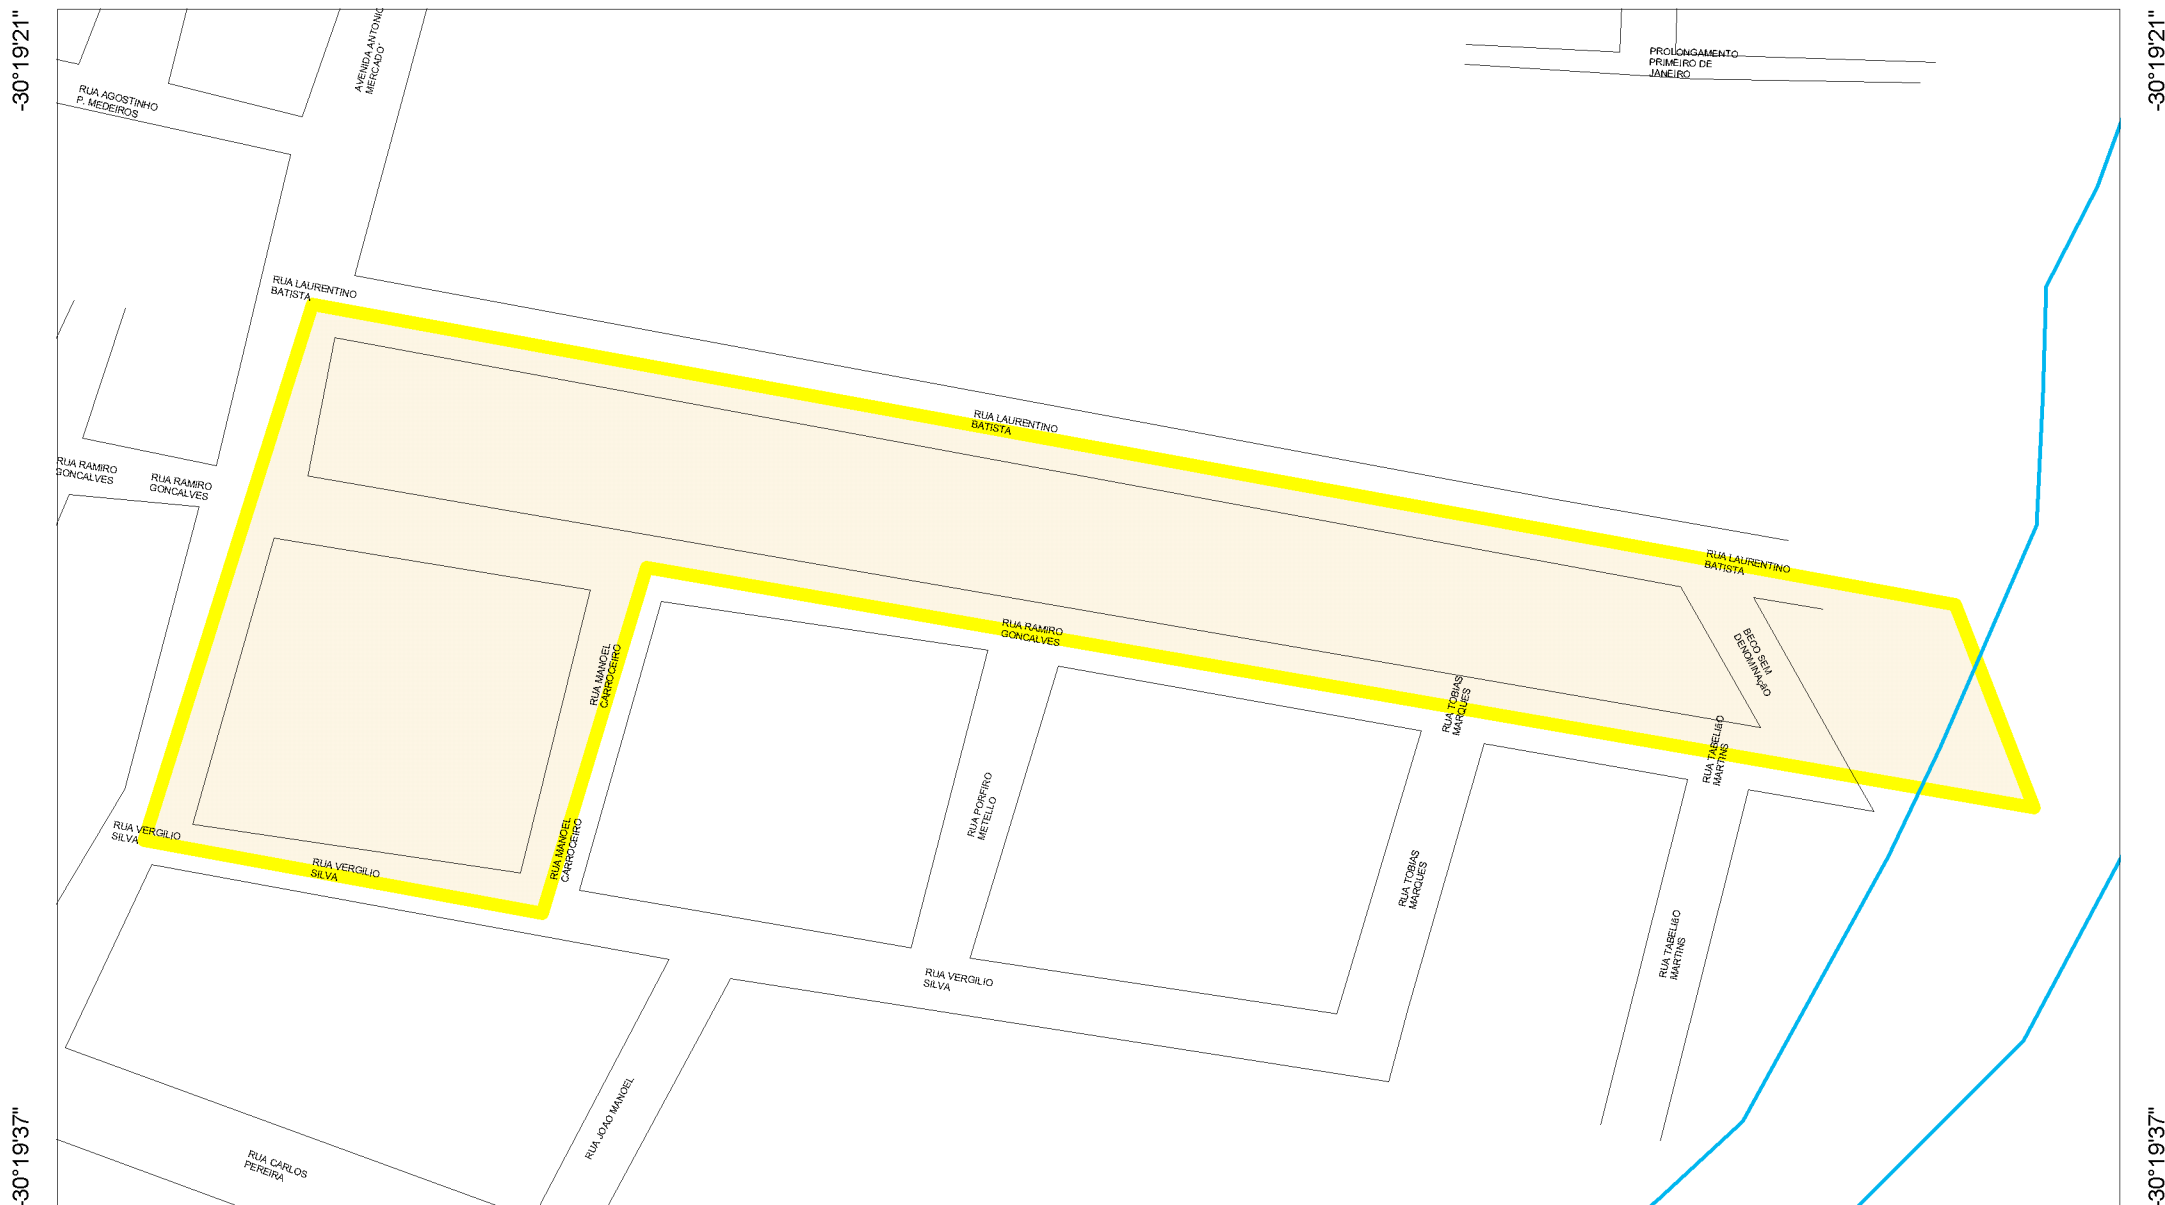 -30°19'21"
-30°19'21"
AVENIDA ANTONIO
MERCADO
PROLONGAMENTO
PRIMEIRO DE
JANEIRO
RUA AGOSTINHO
P. MEDEIROS
RUA LAURENTINO
BATISTA
RUA LAURENTINO
BATISTA
RUA RAMIRO
GONCALVES
RUA RAMIRO
GONCALVES
RUA LAURENTINO
BATISTA
RUA RAMIRO
GONCALVES
BECO SEM
DENOMINAçãO
RUA MANOEL
CARROCEIRO
RUA TOBIAS
MARQUES
RUA TABELIãO
MARTINS
RUA PORFIRO
METELLO
RUA VERGILIO
SILVA
RUA VERGILIO
SILVA
RUA MANOEL
CARROCEIRO
RUA TOBIAS
MARQUES
RUA TABELIãO
MARTINS
RUA VERGILIO
SILVA
RUA JOAO MANOEL
RUA CARLOS
PEREIRA
-30°19'37"
-30°19'37"